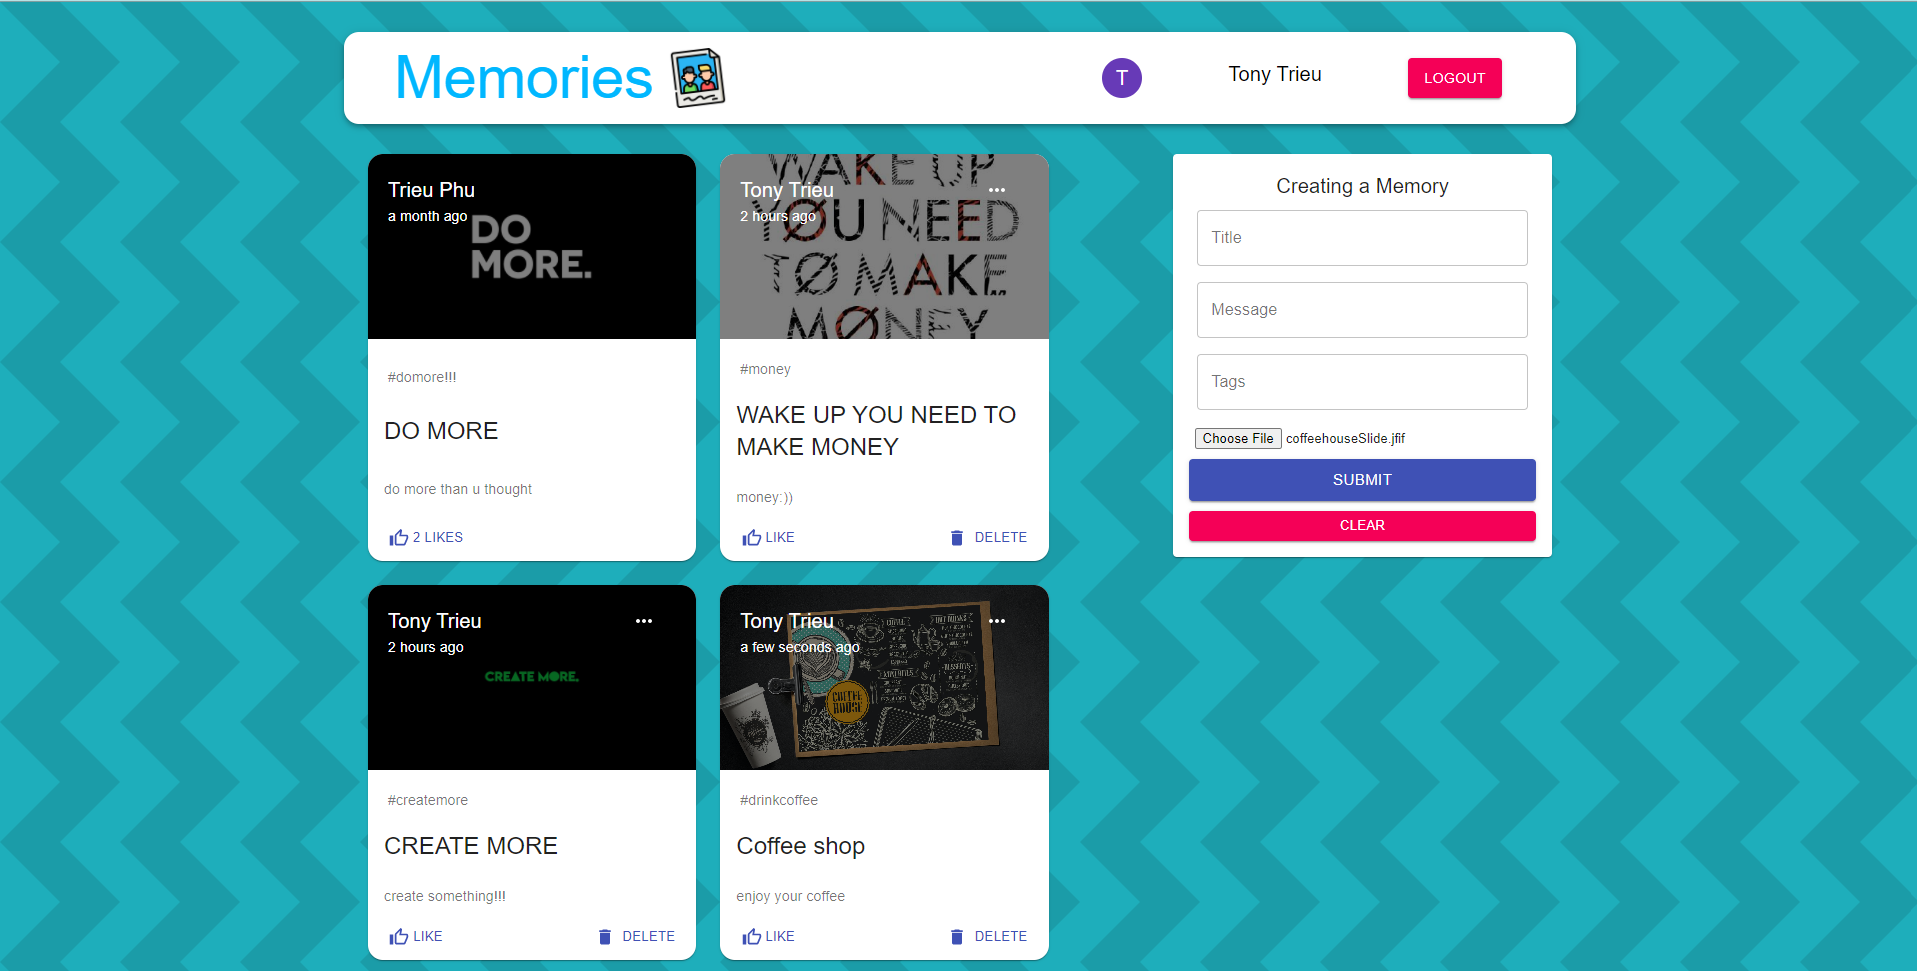 Memories
T
Tony Trieu
LOGOUT
Trieu Phu
a month ago
DO
MORE.
#domore!!!
DO MORE
do more than u thought
2 LIKES
Tony Trieu
2 hours ago
WAKE UP
YOU NEED
TO MAKE
MONEY
#money
WAKE UP YOU NEED TO
MAKE MONEY
money:))
LIKE
DELETE
Creating a Memory
Title
Message
Tags
Choose File coffeehouseSlide.jfif
SUBMIT
CLEAR
Tony Trieu
2 hours ago
CREATE MORE.
#createmore
CREATE MORE
create something!!!
LIKE
DELETE
Tony Trieu
a few seconds ago
COFFEE
HOUSE
#drinkcoffee
Coffee shop
enjoy your coffee
LIKE
DELETE